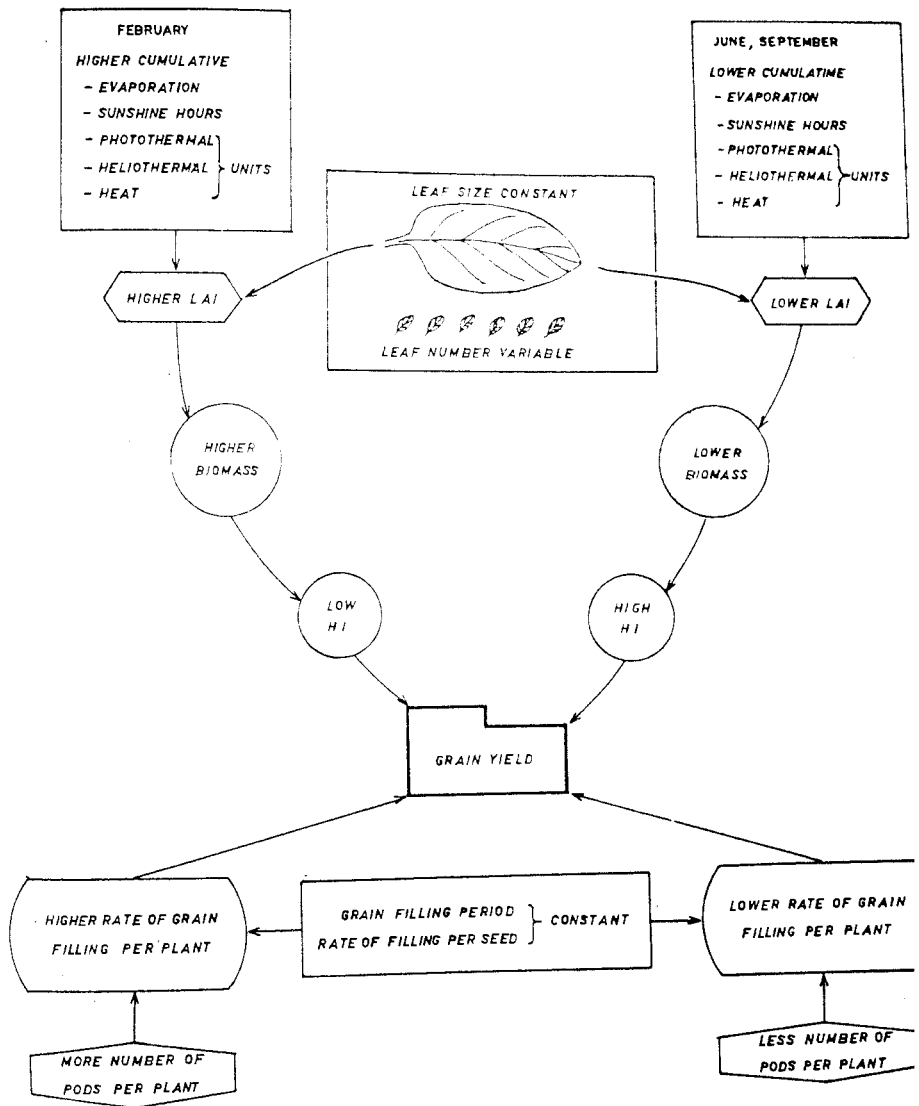 FEBRUARY
HIGHER CUMULATIVE
- EVAPORATION
- SUNSHINE HOURS
- PHOTOTHERMAL
- HELIOTHERMAL } UNITS
- HEAT
JUNE, SEPTEMBER
LOWER CUMULATIME
- EVAPORATION
- SUNSHINE HOURS
- PHOTOTHERMAL
- HELIOTHERMAL } UNITS
- HEAT
LEAF SIZE CONSTANT
LEAF NUMBER VARIABLE
HIGHER LAI
LOWER LAI
HIGHER
BIOMASS
LOWER
BIOMASS
LOW
HI
HIGH
HI
GRAIN YIELD
HIGHER RATE OF GRAIN
FILLING PER PLANT
GRAIN FILLING PERIOD
RATE OF FILLING PER SEED } CONSTANT
LOWER RATE OF GRAIN
FILLING PER PLANT
MORE NUMBER OF
PODS PER PLANT
LESS NUMBER OF
PODS PER PLANT